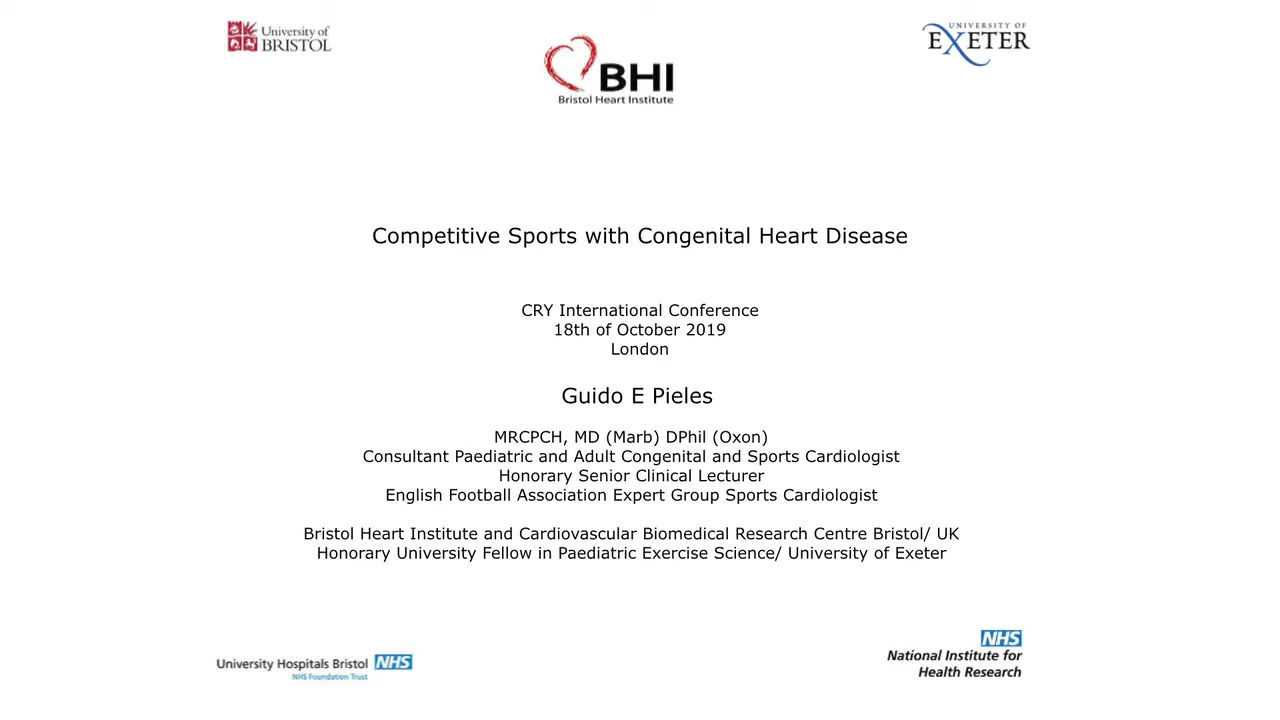 University of
BRISTOL
BHI
Bristol Heart Institute
UNIVERSITY OF
EXETER
Competitive Sports with Congenital Heart Disease
CRY International Conference
18th of October 2019
London
Guido E Pieles
MRCPCH, MD (Marb) DPhil (Oxon)
Consultant Paediatric and Adult Congenital and Sports Cardiologist
Honorary Senior Clinical Lecturer
English Football Association Expert Group Sports Cardiologist
Bristol Heart Institute and Cardiovascular Biomedical Research Centre Bristol/ UK
Honorary University Fellow in Paediatric Exercise Science/ University of Exeter
University Hospitals Bristol NHS
NHS Foundation Trust
NHS
National Institute for
Health Research